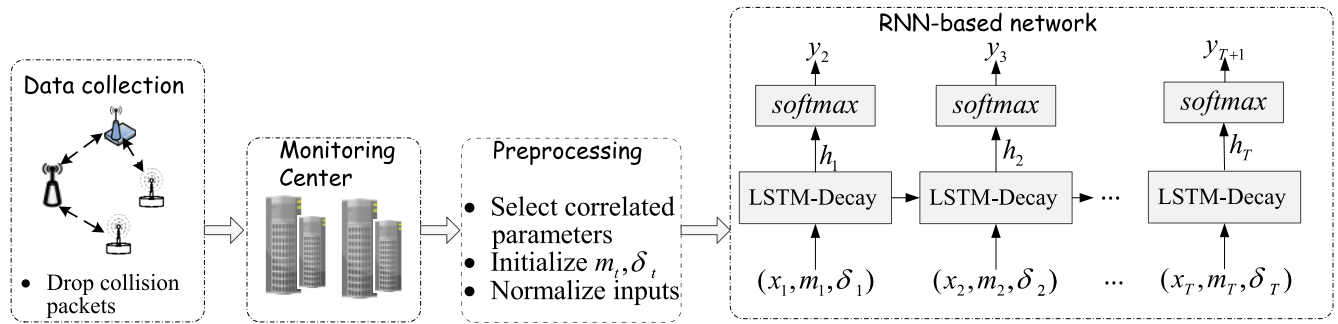 Data collection
• Drop collision
packets
Monitoring
Center
Preprocessing
• Select correlated
parameters
• Initialize m_t, δ_t
• Normalize inputs
RNN-based network
y_2 y_3 y_{T+1}
softmax softmax softmax
h_1 h_2 h_T
LSTM-Decay LSTM-Decay ... LSTM-Decay
(x_1, m_1, δ_1) (x_2, m_2, δ_2) ... (x_T, m_T, δ_T)